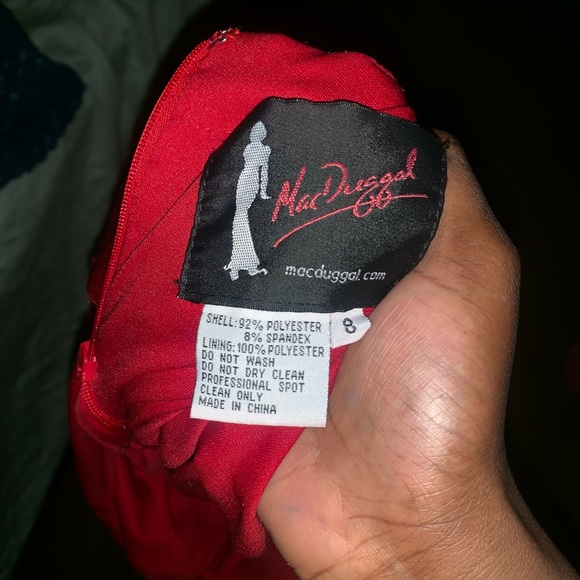 MacDuggal
macduggal.com
8
SHELL:92% POLYESTER
8% SPANDEX
LINING:100% POLYESTER
DO NOT WASH
DO NOT DRY CLEAN
PROFESSIONAL SPOT
CLEAN ONLY
MADE IN CHINA